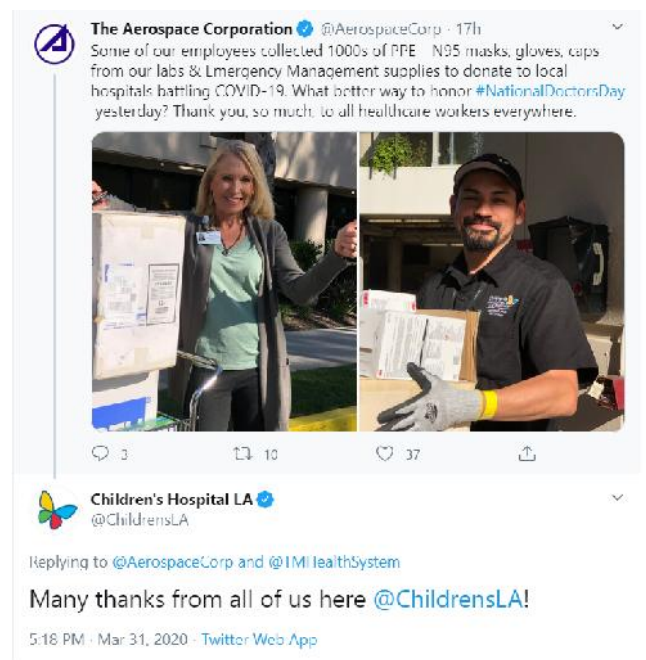 The Aerospace Corporation @AerospaceCorp · 17h
Some of our employees collected 1000s of PPE N95 masks, gloves, caps
from our labs & Emergency Management supplies to donate to local
hospitals battling COVID-19. What better way to honor #NationalDoctorsDay
yesterday? Thank you, so much, to all healthcare workers everywhere.
3 10 37
Children's Hospital LA
@ChildrensLA
Replying to @AerospaceCorp and @TMHealthSystem
Many thanks from all of us here @ChildrensLA!
5:18 PM · Mar 31, 2020 · Twitter Web App